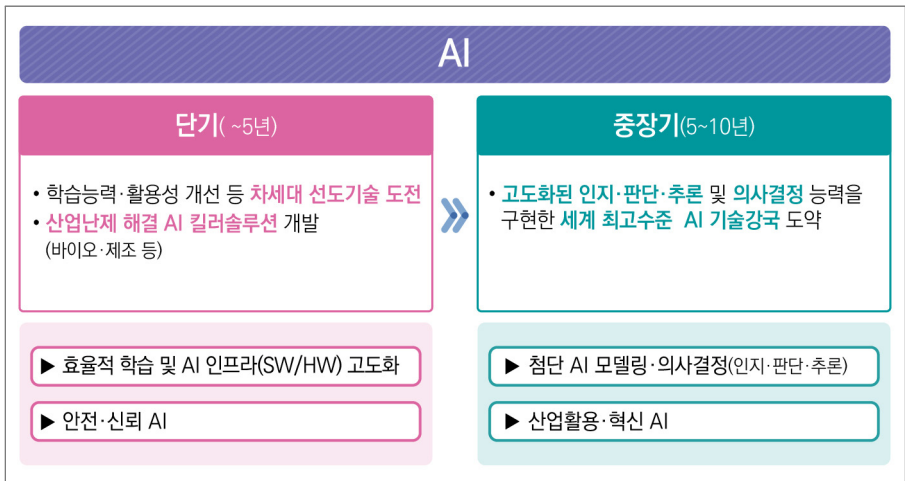 AI
단기( ~5년)
• 학습능력·활용성 개선 등 차세대 선도기술 도전
• 산업난제 해결 AI 킬러솔루션 개발
(바이오·제조 등)
▶ 효율적 학습 및 AI 인프라(SW/HW) 고도화
▶ 안전·신뢰 AI
중장기(5~10년)
• 고도화된 인지·판단·추론 및 의사결정 능력을
구현한 세계 최고수준 AI 기술강국 도약
▶ 첨단 AI 모델링·의사결정(인지·판단·추론)
▶ 산업활용·혁신 AI